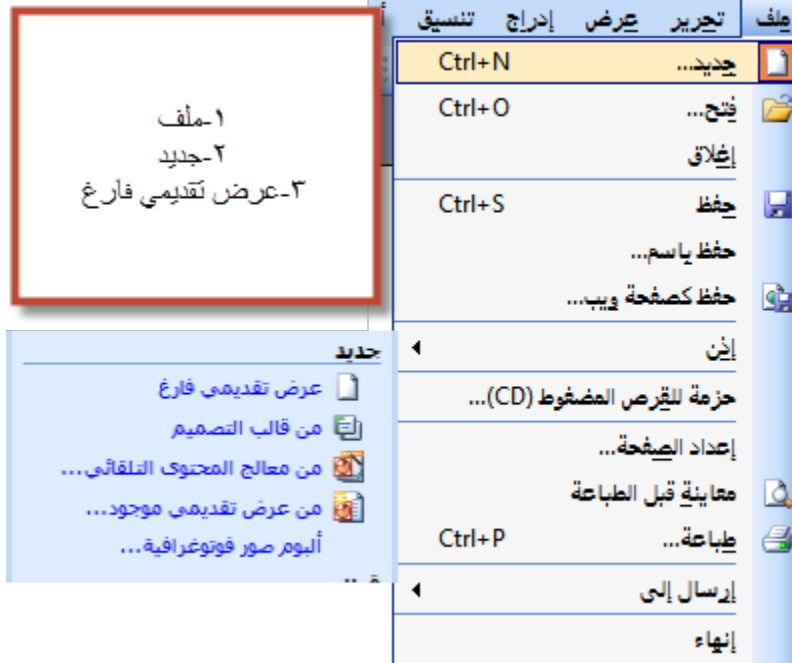 ملف تحرير عرض إدراج تنسيق
جديد... Ctrl+N
فتح... Ctrl+O
إغلاق
حفظ Ctrl+S
حفظ باسم...
حفظ كصفحة ويب...
إذن
حزمة للقرص المضغوط (CD)...
إعداد الصفحة...
معاينة قبل الطباعة
طباعة... Ctrl+P
إرسال إلى
إنهاء
١-ملف
٢-جديد
٣-عرض تقديمي فارغ
جديد
عرض تقديمي فارغ
من قالب التصميم
من معالج المحتوى التلقائي...
من عرض تقديمي موجود...
ألبوم صور فوتوغرافية...